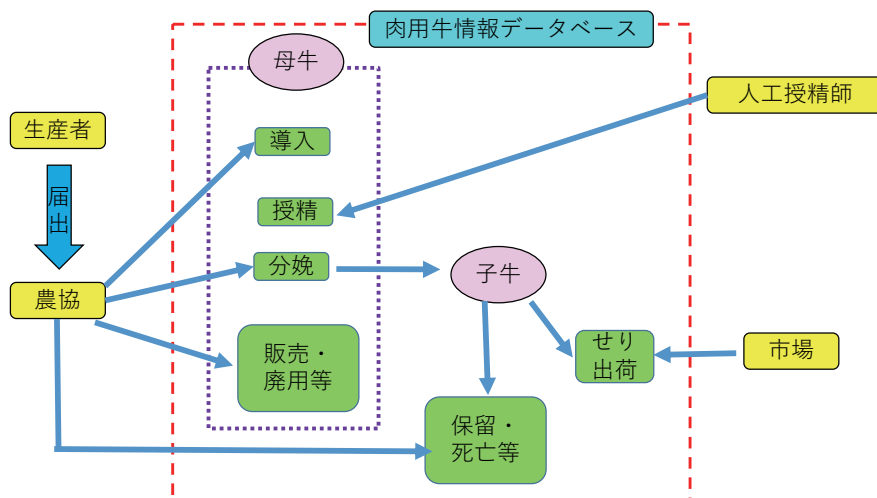 肉用牛情報データベース
母牛
人工授精師
生産者
導入
届
出
授精
分娩
子牛
農協
販売・
廃用等
せり
出荷
市場
保留・
死亡等